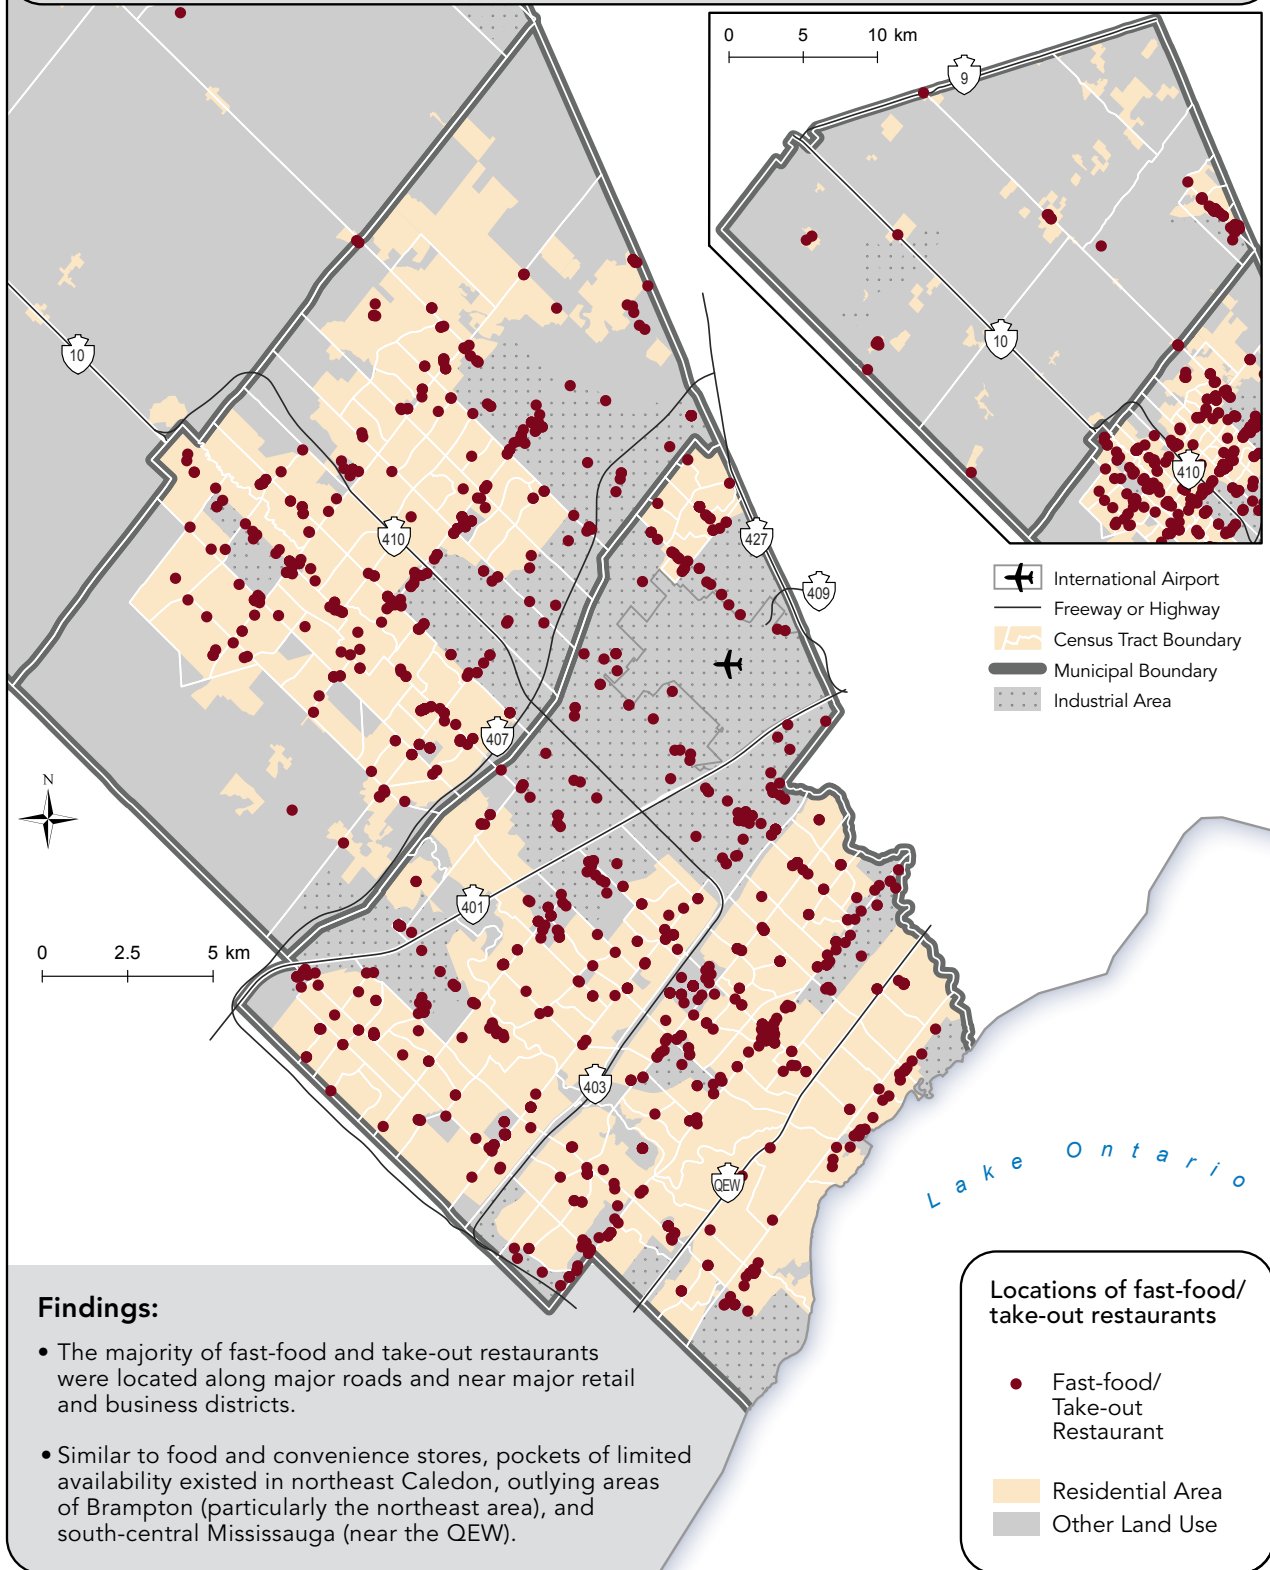 0 5 10 km
9
10
410
10
410
427
409
407
401
403
QEW
N
0 2.5 5 km
International Airport
Freeway or Highway
Census Tract Boundary
Municipal Boundary
Industrial Area
Lake Ontario
Findings:
• The majority of fast-food and take-out restaurants
were located along major roads and near major retail
and business districts.
• Similar to food and convenience stores, pockets of limited
availability existed in northeast Caledon, outlying areas
of Brampton (particularly the northeast area), and
south-central Mississauga (near the QEW).
Locations of fast-food/
take-out restaurants
Fast-food/
Take-out
Restaurant
Residential Area
Other Land Use